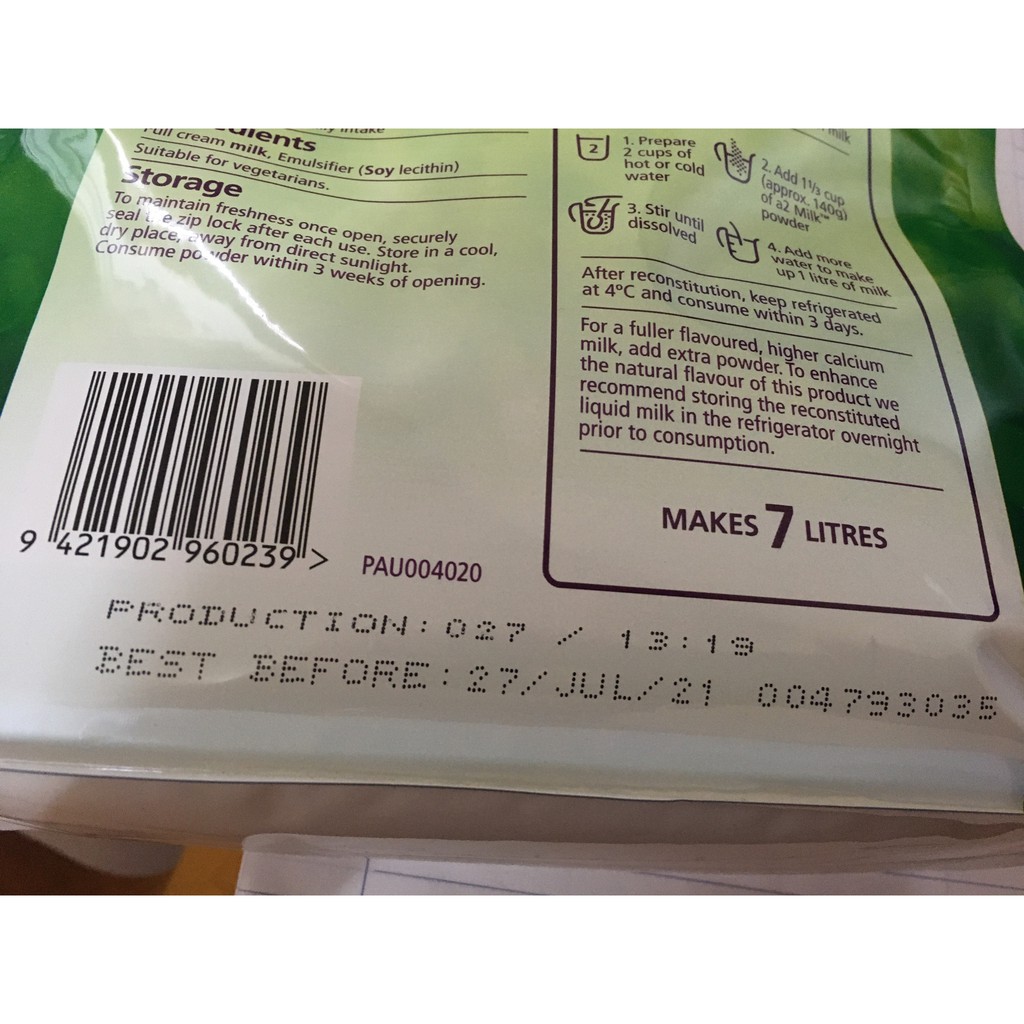 Full cream milk, Emulsifier (Soy lecithin)
Suitable for vegetarians.
Storage
To maintain freshness once open, securely
seal the zip lock after each use. Store in a cool,
dry place, away from direct sunlight.
Consume powder within 3 weeks of opening.
9 421902 960239 >
PAU004020
milk
2
1. Prepare
2 cups of
hot or cold
water
2. Add 1⅓ cup
(approx. 140g)
of a2 Milk™
powder
3. Stir until
dissolved
4. Add more
water to make
up 1 litre of milk
After reconstitution, keep refrigerated
at 4°C and consume within 3 days.
For a fuller flavoured, higher calcium
milk, add extra powder. To enhance
the natural flavour of this product we
recommend storing the reconstituted
liquid milk in the refrigerator overnight
prior to consumption.
MAKES 7 LITRES
PRODUCTION: 027 / 13:19
BEST BEFORE: 27/JUL/21 004793035